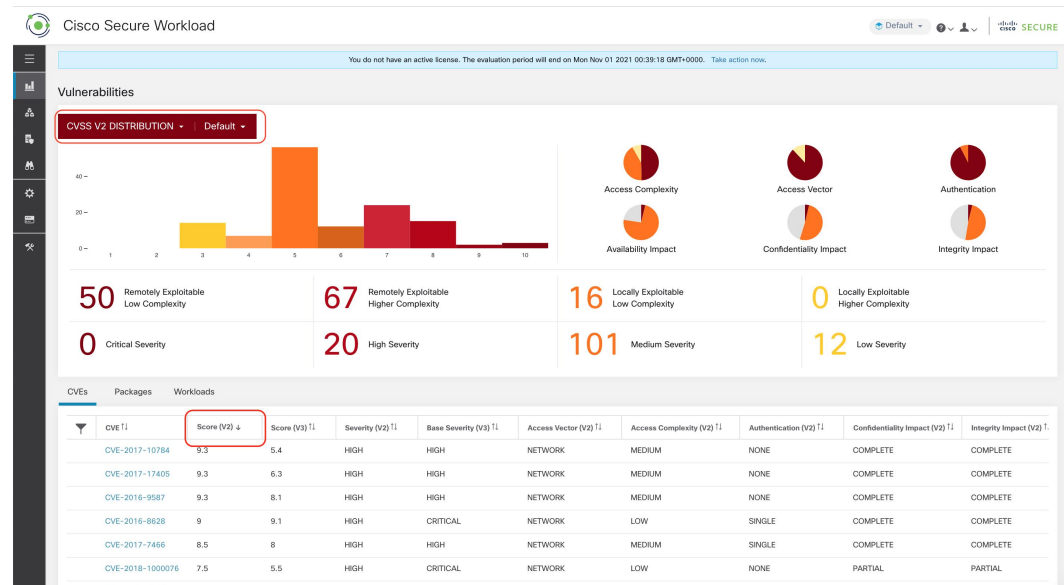 Cisco Secure Workload
Default
cisco SECURE
You do not have an active license. The evaluation period will end on Mon Nov 01 2021 00:39:18 GMT+0000. Take action now.
Vulnerabilities
CVSS V2 DISTRIBUTION Default
40
20
0
1 2 3 4 5 6 7 8 9 10
Access Complexity Access Vector Authentication
Availability Impact Confidentiality Impact Integrity Impact
50 Remotely Exploitable Low Complexity
67 Remotely Exploitable Higher Complexity
16 Locally Exploitable Low Complexity
0 Locally Exploitable Higher Complexity
0 Critical Severity
20 High Severity
101 Medium Severity
12 Low Severity
CVEs Packages Workloads
CVE ↑↓ Score (V2) ↓ Score (V3) ↑↓ Severity (V2) ↑↓ Base Severity (V3) ↑↓ Access Vector (V2) ↑↓ Access Complexity (V2) ↑↓ Authentication (V2) ↑↓ Confidentiality Impact (V2) ↑↓ Integrity Impact (V2) ↑
CVE-2017-10784 9.3 5.4 HIGH HIGH NETWORK MEDIUM NONE COMPLETE COMPLETE
CVE-2017-17405 9.3 6.3 HIGH HIGH NETWORK MEDIUM NONE COMPLETE COMPLETE
CVE-2016-9587 9.3 8.1 HIGH HIGH NETWORK MEDIUM NONE COMPLETE COMPLETE
CVE-2016-8628 9 9.1 HIGH CRITICAL NETWORK LOW SINGLE COMPLETE COMPLETE
CVE-2017-7466 8.5 8 HIGH HIGH NETWORK MEDIUM SINGLE COMPLETE COMPLETE
CVE-2018-1000076 7.5 5.5 HIGH CRITICAL NETWORK LOW NONE PARTIAL PARTIAL